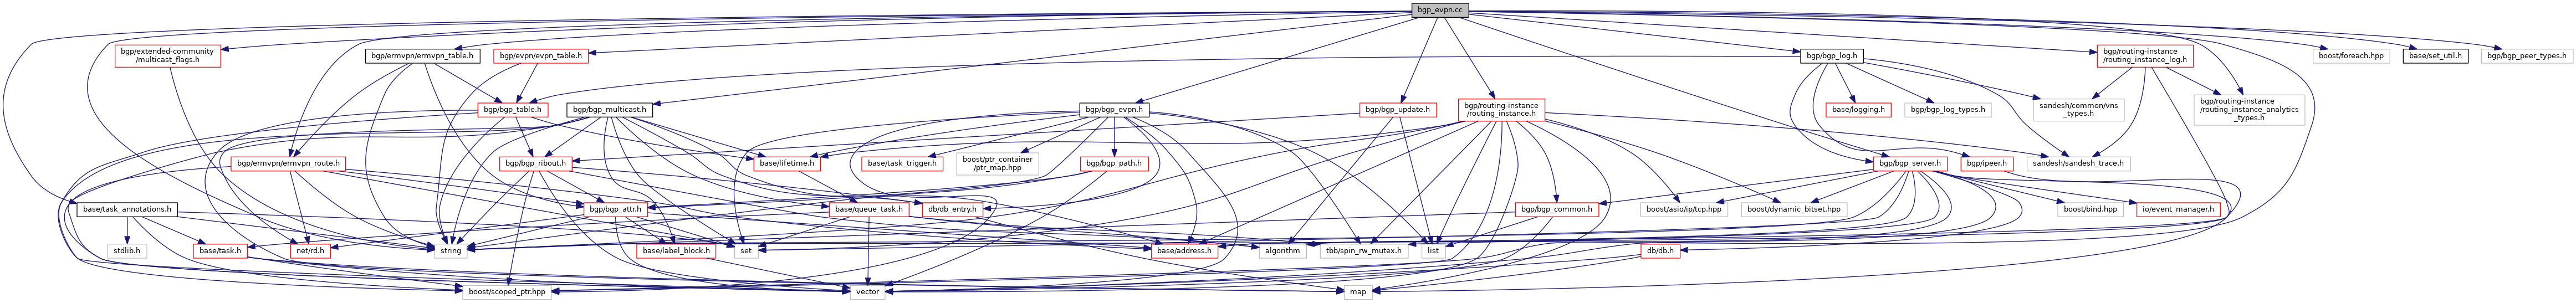 bgp_evpn.cc
bgp/extended-community
/multicast_flags.h
bgp/ermvpn/ermvpn_table.h
bgp/evpn/evpn_table.h
bgp/bgp_log.h
bgp/routing-instance
/routing_instance_log.h
boost/foreach.hpp
base/set_util.h
bgp/bgp_peer_types.h
bgp/bgp_table.h
bgp/bgp_multicast.h
bgp/bgp_evpn.h
bgp/bgp_update.h
bgp/routing-instance
/routing_instance.h
base/logging.h
bgp/bgp_log_types.h
sandesh/common/vns
_types.h
bgp/routing-instance
/routing_instance_analytics
_types.h
bgp/ermvpn/ermvpn_route.h
bgp/bgp_ribout.h
base/lifetime.h
base/task_trigger.h
boost/ptr_container
/ptr_map.hpp
bgp/bgp_path.h
bgp/bgp_server.h
bgp/ipeer.h
sandesh/sandesh_trace.h
base/task_annotations.h
bgp/bgp_attr.h
base/queue_task.h
db/db_entry.h
bgp/bgp_common.h
boost/asio/ip/tcp.hpp
boost/dynamic_bitset.hpp
boost/bind.hpp
io/event_manager.h
stdlib.h
base/task.h
net/rd.h
string
base/label_block.h
set
base/address.h
algorithm
tbb/spin_rw_mutex.h
list
db/db.h
boost/scoped_ptr.hpp
vector
map